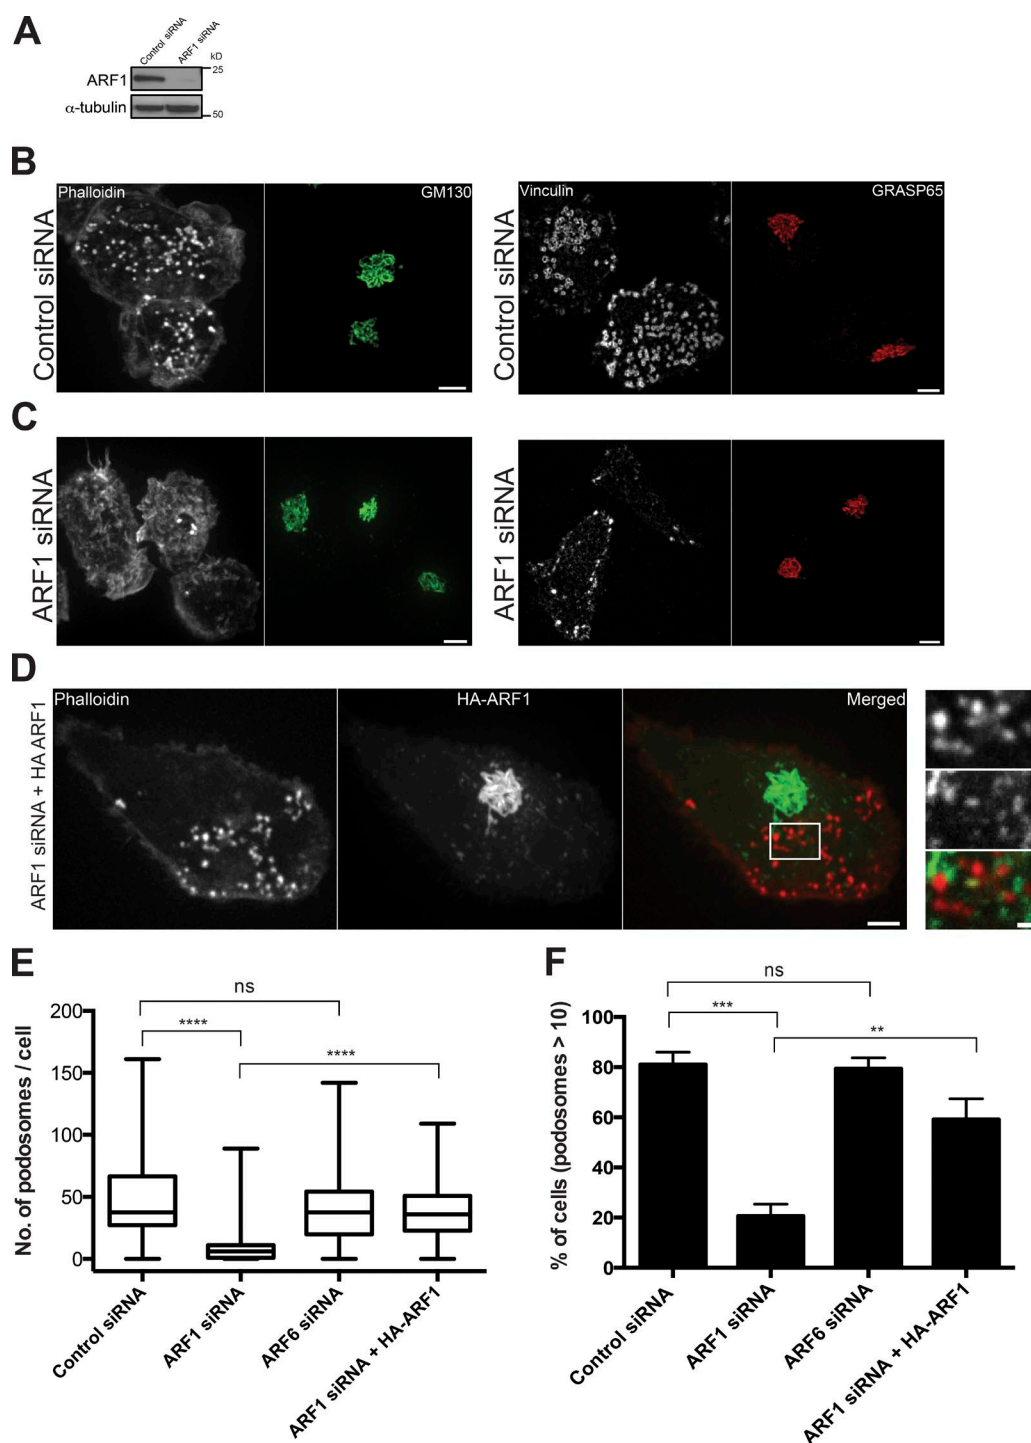 A
Control siRNA
ARF1 siRNA
kD
ARF1
25
α-tubulin
50
B
Control siRNA
Phalloidin
GM130
Control siRNA
Vinculin
GRASP65
C
ARF1 siRNA
ARF1 siRNA
D
ARF1 siRNA + HA ARF1
Phalloidin
HA-ARF1
Merged
E
No. of podosomes / cell
ns
****
****
200
150
100
50
0
Control siRNA
ARF1 siRNA
ARF6 siRNA
ARF1 siRNA + HA-ARF1
F
% of cells (podosomes > 10)
ns
***
**
100
80
60
40
20
0
Control siRNA
ARF1 siRNA
ARF6 siRNA
ARF1 siRNA + HA-ARF1